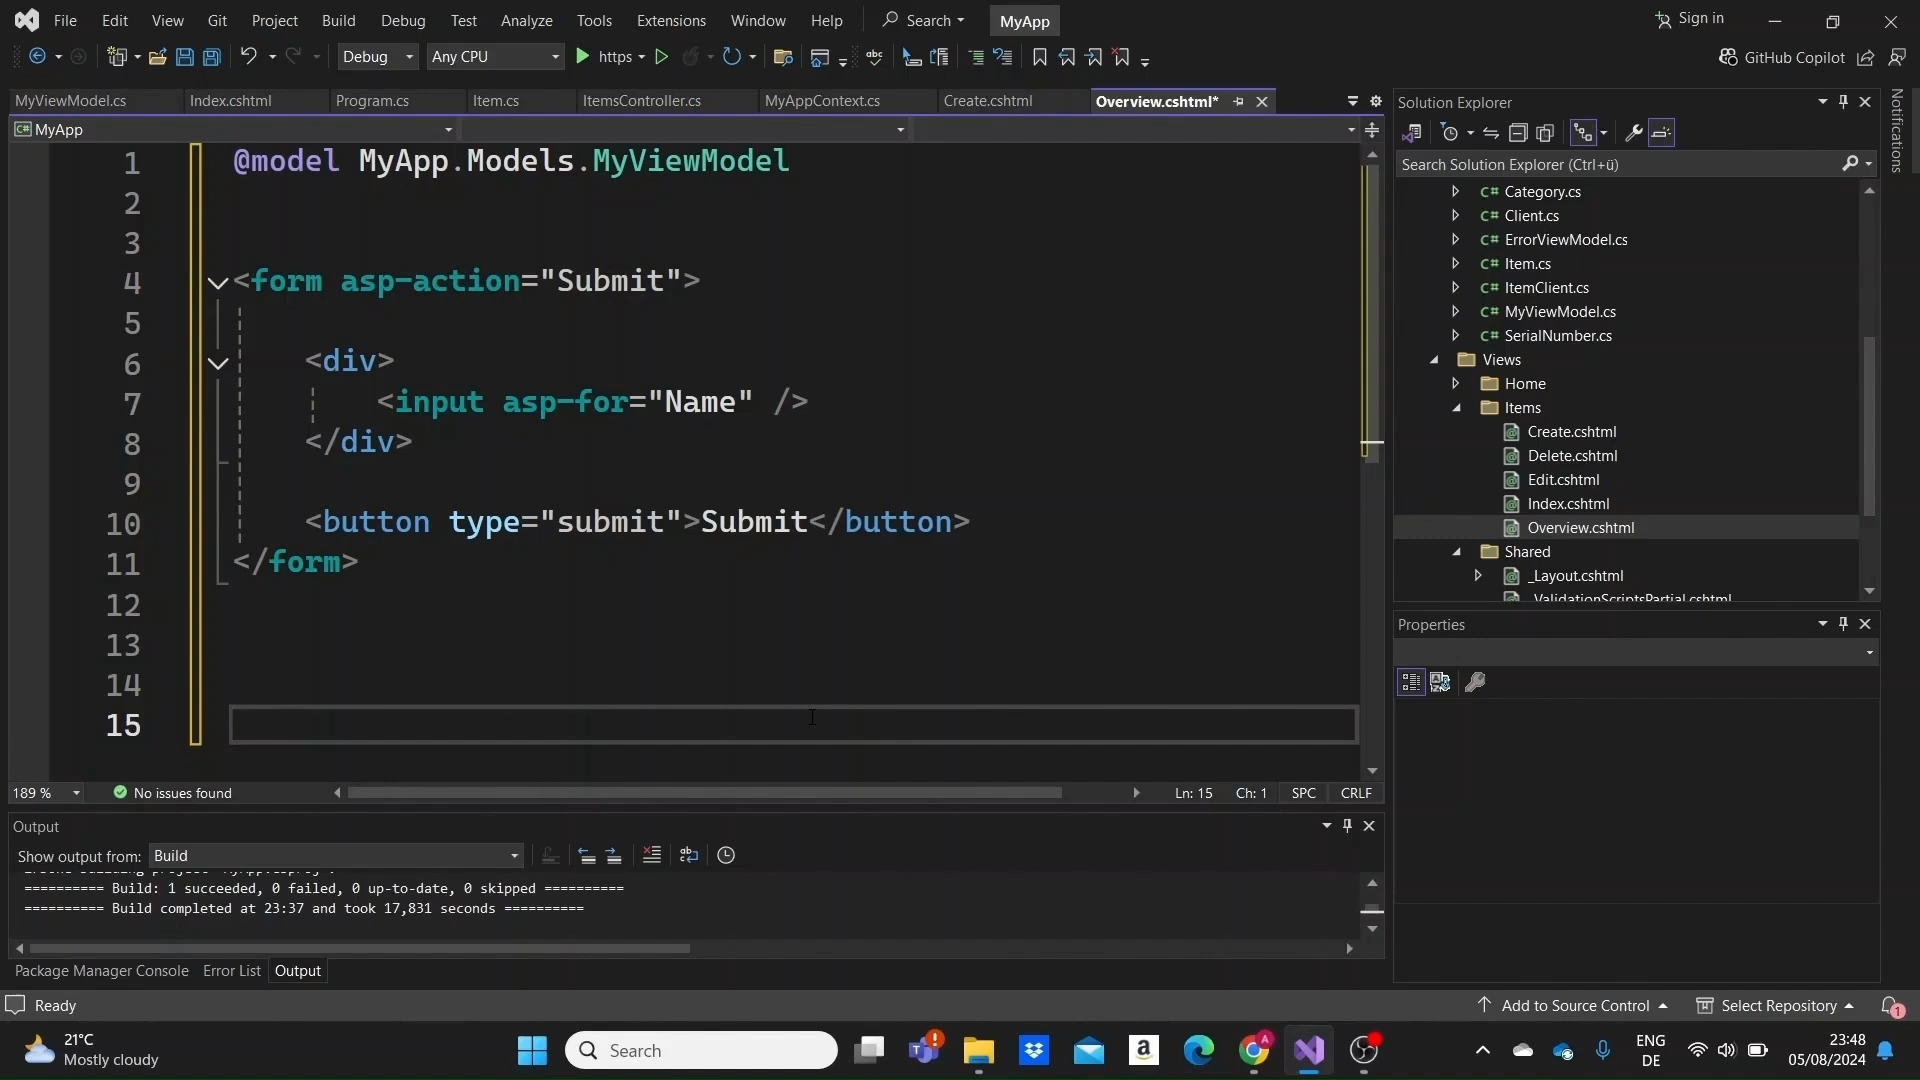 File Edit View Git Project Build Debug Test Analyze Tools Extensions Window Help Search MyApp Sign in
Debug Any CPU https GitHub Copilot
MyViewModel.cs Index.cshtml Program.cs Item.cs ItemsController.cs MyAppContext.cs Create.cshtml Overview.cshtml*
C# MyApp
1 @model MyApp.Models.MyViewModel
2
3
4 <form asp-action="Submit">
5
6 <div>
7 <input asp-for="Name" />
8 </div>
9
10 <button type="submit">Submit</button>
11 </form>
12
13
14
15
189 % No issues found Ln: 15 Ch: 1 SPC CRLF
Output
Show output from: Build
========== Build: 1 succeeded, 0 failed, 0 up-to-date, 0 skipped ==========
========== Build completed at 23:37 and took 17,831 seconds ==========
Package Manager Console Error List Output
Solution Explorer
Search Solution Explorer (Ctrl+ü)
C# Category.cs
C# Client.cs
C# ErrorViewModel.cs
C# Item.cs
C# ItemClient.cs
C# MyViewModel.cs
C# SerialNumber.cs
Views
Home
Items
Create.cshtml
Delete.cshtml
Edit.cshtml
Index.cshtml
Overview.cshtml
Shared
_Layout.cshtml
_ValidationScriptsPartial.cshtml
Properties
Notifications
Ready Add to Source Control Select Repository 1
21°C
Mostly cloudy
Search
ENG
DE
23:48
05/08/2024